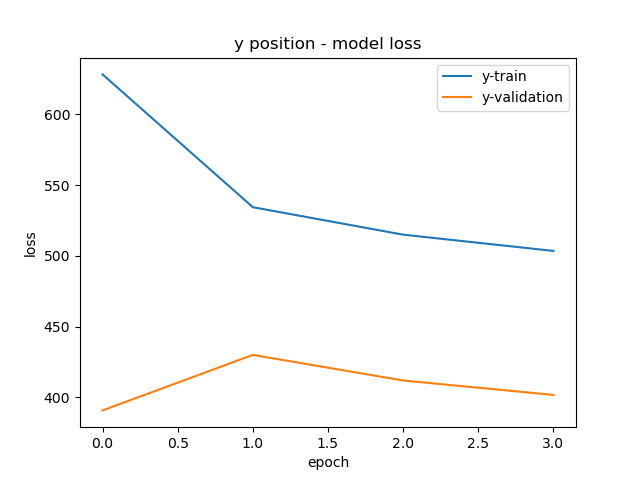 y position - model loss
y-train
y-validation
600
550
500
450
400
loss
0.0 0.5 1.0 1.5 2.0 2.5 3.0
epoch